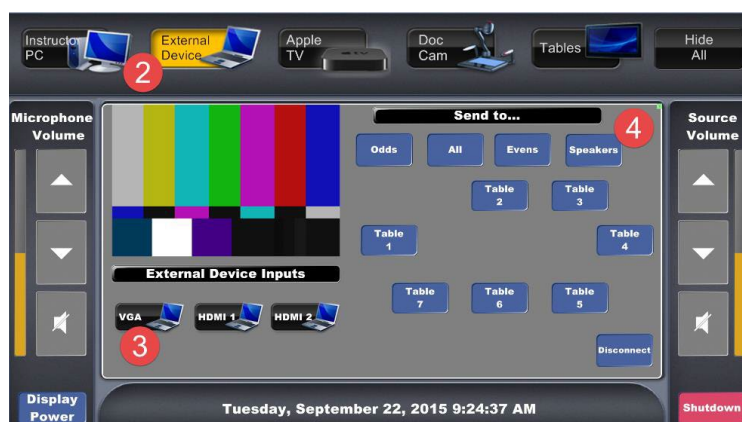 Instructor
PC
2
External
Device
Apple
TV
tv
Doc
Cam
Tables
Hide
All
Microphone
Volume
Send to...
4
Source
Volume
Odds
All
Evens
Speakers
Table
2
Table
3
Table
1
Table
4
External Device Inputs
Table
7
Table
6
Table
5
VGA
HDMI 1
HDMI 2
3
Disconnect
Display
Power
Tuesday, September 22, 2015 9:24:37 AM
Shutdown